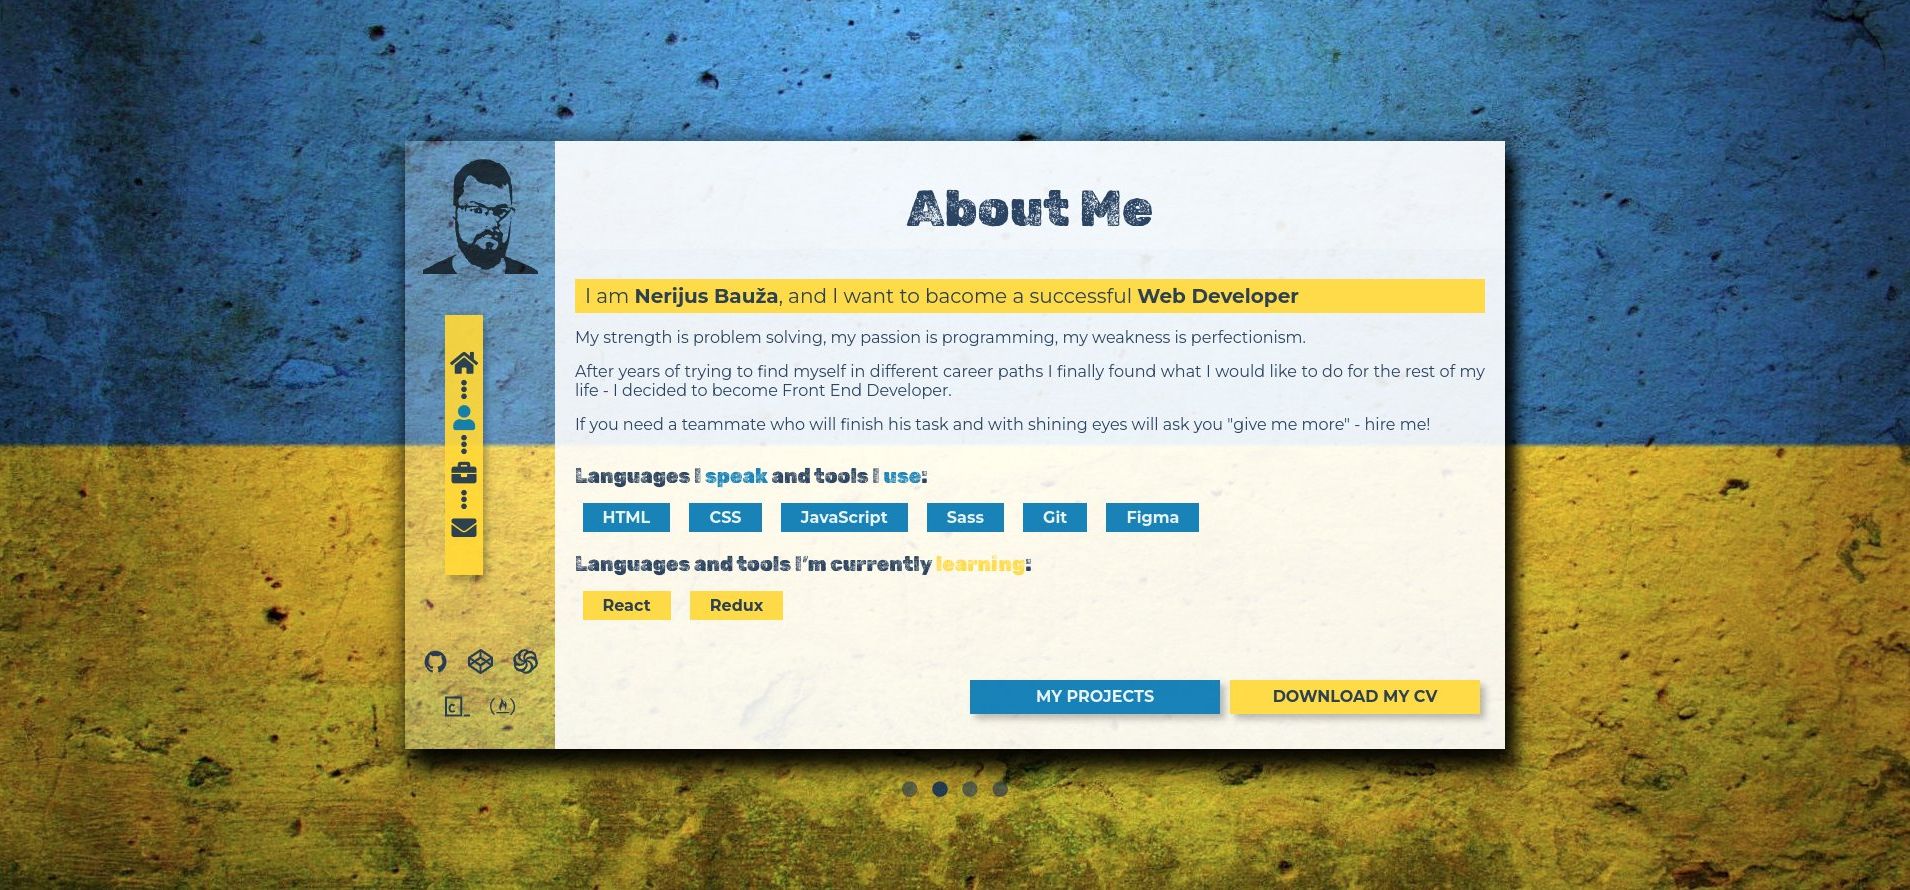 About Me
I am Nerijus Bauža, and I want to bacome a successful Web Developer
My strength is problem solving, my passion is programming, my weakness is perfectionism.
After years of trying to find myself in different career paths I finally found what I would like to do for the rest of my
life - I decided to become Front End Developer.
If you need a teammate who will finish his task and with shining eyes will ask you "give me more" - hire me!
Languages I speak and tools I use:
HTML CSS JavaScript Sass Git Figma
Languages and tools I'm currently learning:
React Redux
MY PROJECTS DOWNLOAD MY CV